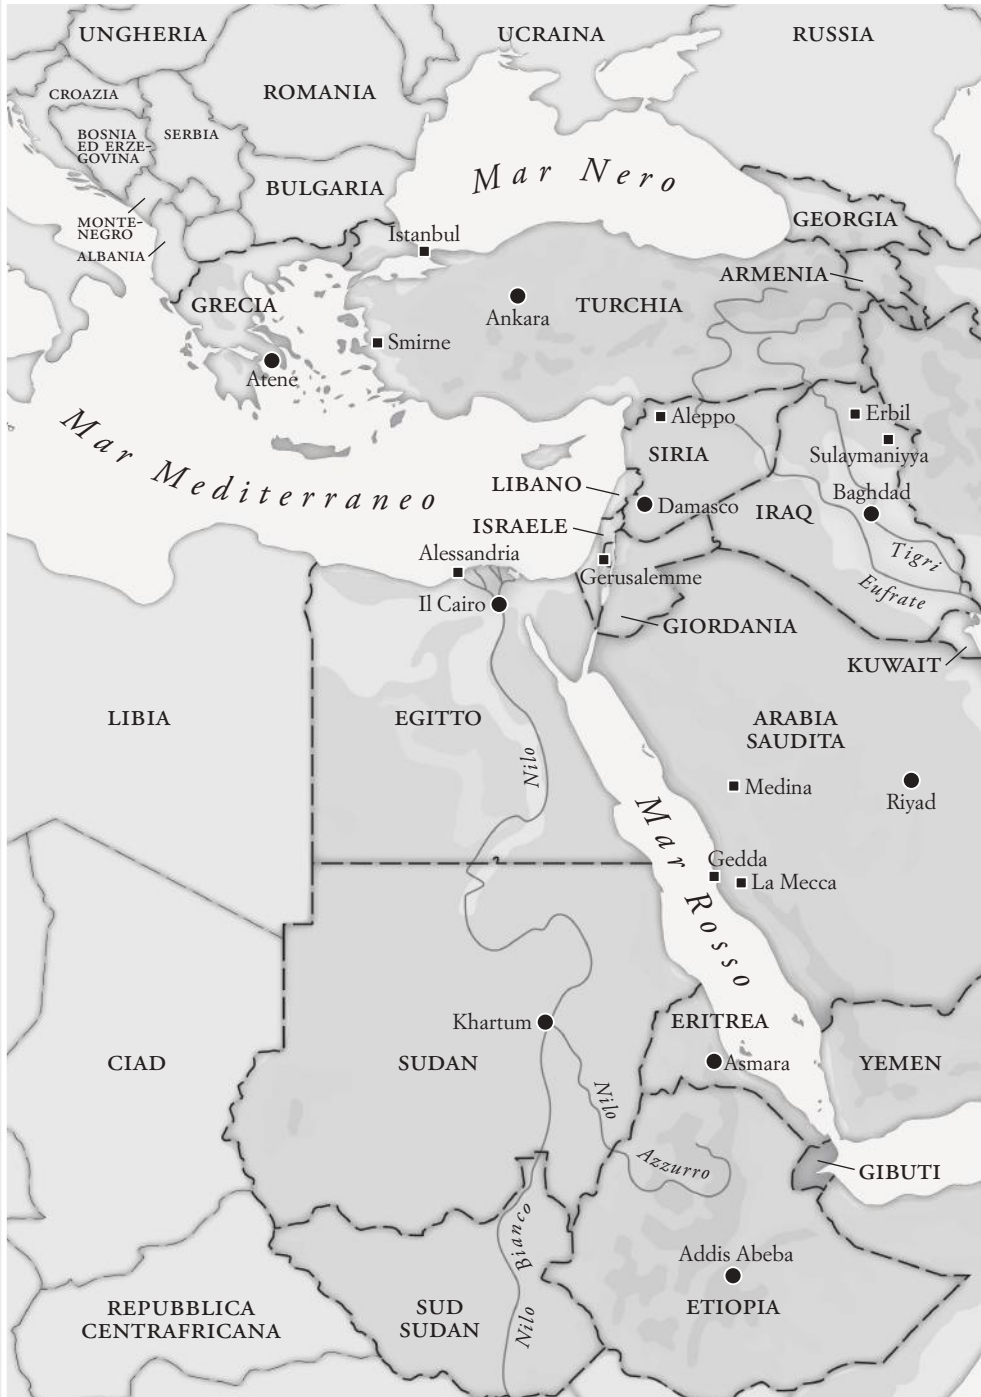 UNGHERIA
UCRAINA
RUSSIA
CROAZIA
ROMANIA
BOSNIA
ED ERZE-
GOVINA
SERBIA
Mar Nero
BULGARIA
MONTE-
NEGRO
GEORGIA
ALBANIA
İstanbul
ARMENIA
GRECIA
Ankara
TURCHIA
Smirne
Atene
Aleppo
Erbil
Mar Mediterraneo
SIRIA
Sulaymaniyya
LIBANO
Baghdad
Damasco
IRAQ
ISRAELE
Alessandria
Tigri
Gerusalemme
Eufrate
Il Cairo
GIORDANIA
KUWAIT
LIBIA
EGITTO
ARABIA
SAUDITA
Nilo
Medina
Riyad
Mar Rosso
Gedda
La Mecca
Khartum
ERITREA
CIAD
SUDAN
Asmara
YEMEN
Nilo
Azzurro
GIBUTI
Nilo Bianco
Addis Abeba
ETIOPIA
REPUBBLICA
CENTRAFRICANA
SUD
SUDAN